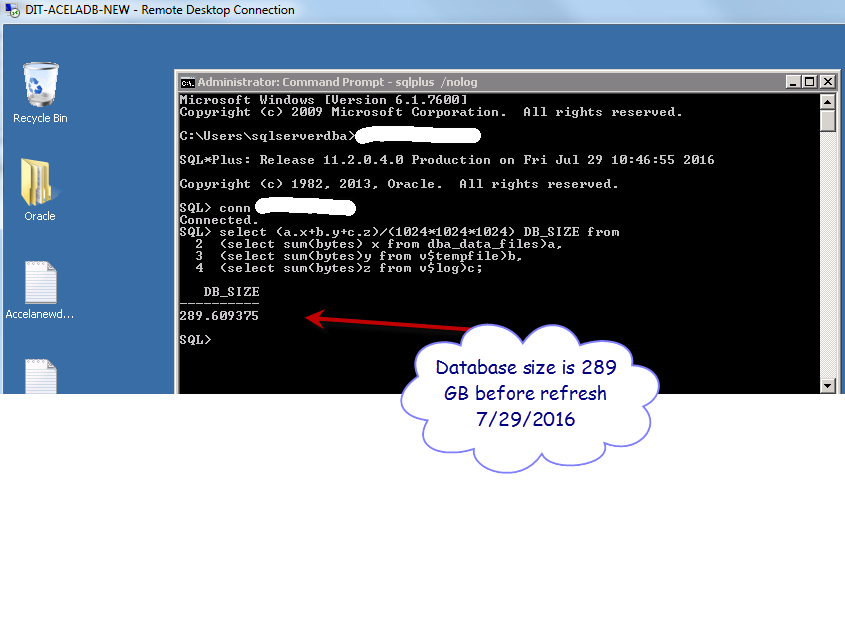 DIT-ACELADB-NEW - Remote Desktop Connection
Recycle Bin
Oracle
Accelanewd...
Administrator: Command Prompt - sqlplus /nolog
Microsoft Windows [Version 6.1.7600]
Copyright (c) 2009 Microsoft Corporation.  All rights reserved.
C:\Users\sqlserverdba>
SQL*Plus: Release 11.2.0.4.0 Production on Fri Jul 29 10:46:55 2016
Copyright (c) 1982, 2013, Oracle.  All rights reserved.
SQL> conn
Connected.
SQL> select (a.x+b.y+c.z)/(1024*1024*1024) DB_SIZE from
  2  (select sum(bytes) x from dba_data_files)a,
  3  (select sum(bytes)y from v$tempfile)b,
  4  (select sum(bytes)z from v$log)c;
   DB_SIZE
----------
289.609375
SQL>
Database size is 289
GB before refresh
7/29/2016